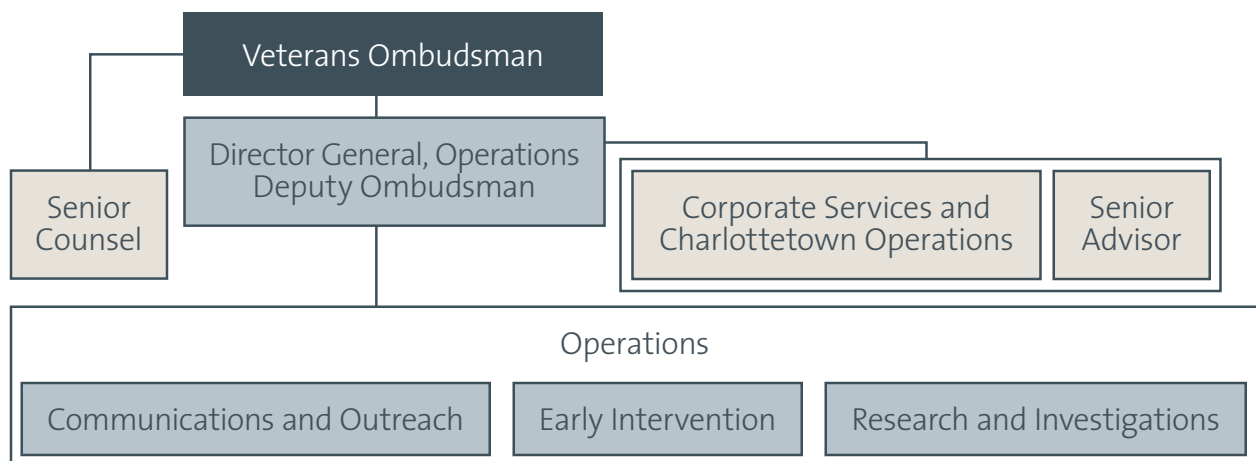 Veterans Ombudsman
Director General, Operations
Deputy Ombudsman
Senior
Counsel
Corporate Services and
Charlottetown Operations
Senior
Advisor
Operations
Communications and Outreach
Early Intervention
Research and Investigations